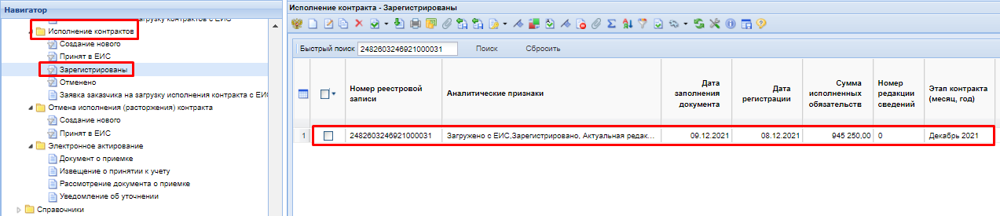 Навигатор
загрузку контрактов с ЕИС
Исполнение контрактов
Создание нового
Принят в ЕИС
Зарегистрированы
Отменено
Заявка заказчика на загрузку исполнения контракта с ЕИС
Отмена исполнения (расторжения) контракта
Создание нового
Принят в ЕИС
Электронное актирование
Документ о приемке
Извещение о принятии к учету
Рассмотрение документа о приемке
Уведомление об уточнении
Справочники
Исполнение контракта - Зарегистрированы
Быстрый поиск 2482603246921000031 Поиск Сбросить
Номер реестровой
записи
Аналитические признаки
Дата
заполнения
документа
Дата
регистрации
Сумма
исполненных
обязательств
Номер
редакции
сведений
Этап контракта
(месяц, год)
1 2482603246921000031 Загружено с ЕИС,Зарегистрировано, Актуальная редак... 09.12.2021 08.12.2021 945 250,00 0 Декабрь 2021